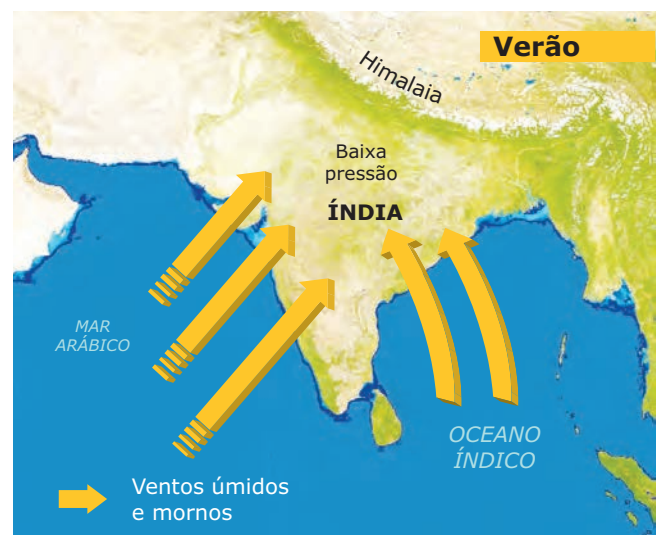 Verão
Himalaia
Baixa
pressão
ÍNDIA
MAR
ARÁBICO
OCEANO
ÍNDICO
Ventos úmidos
e mornos